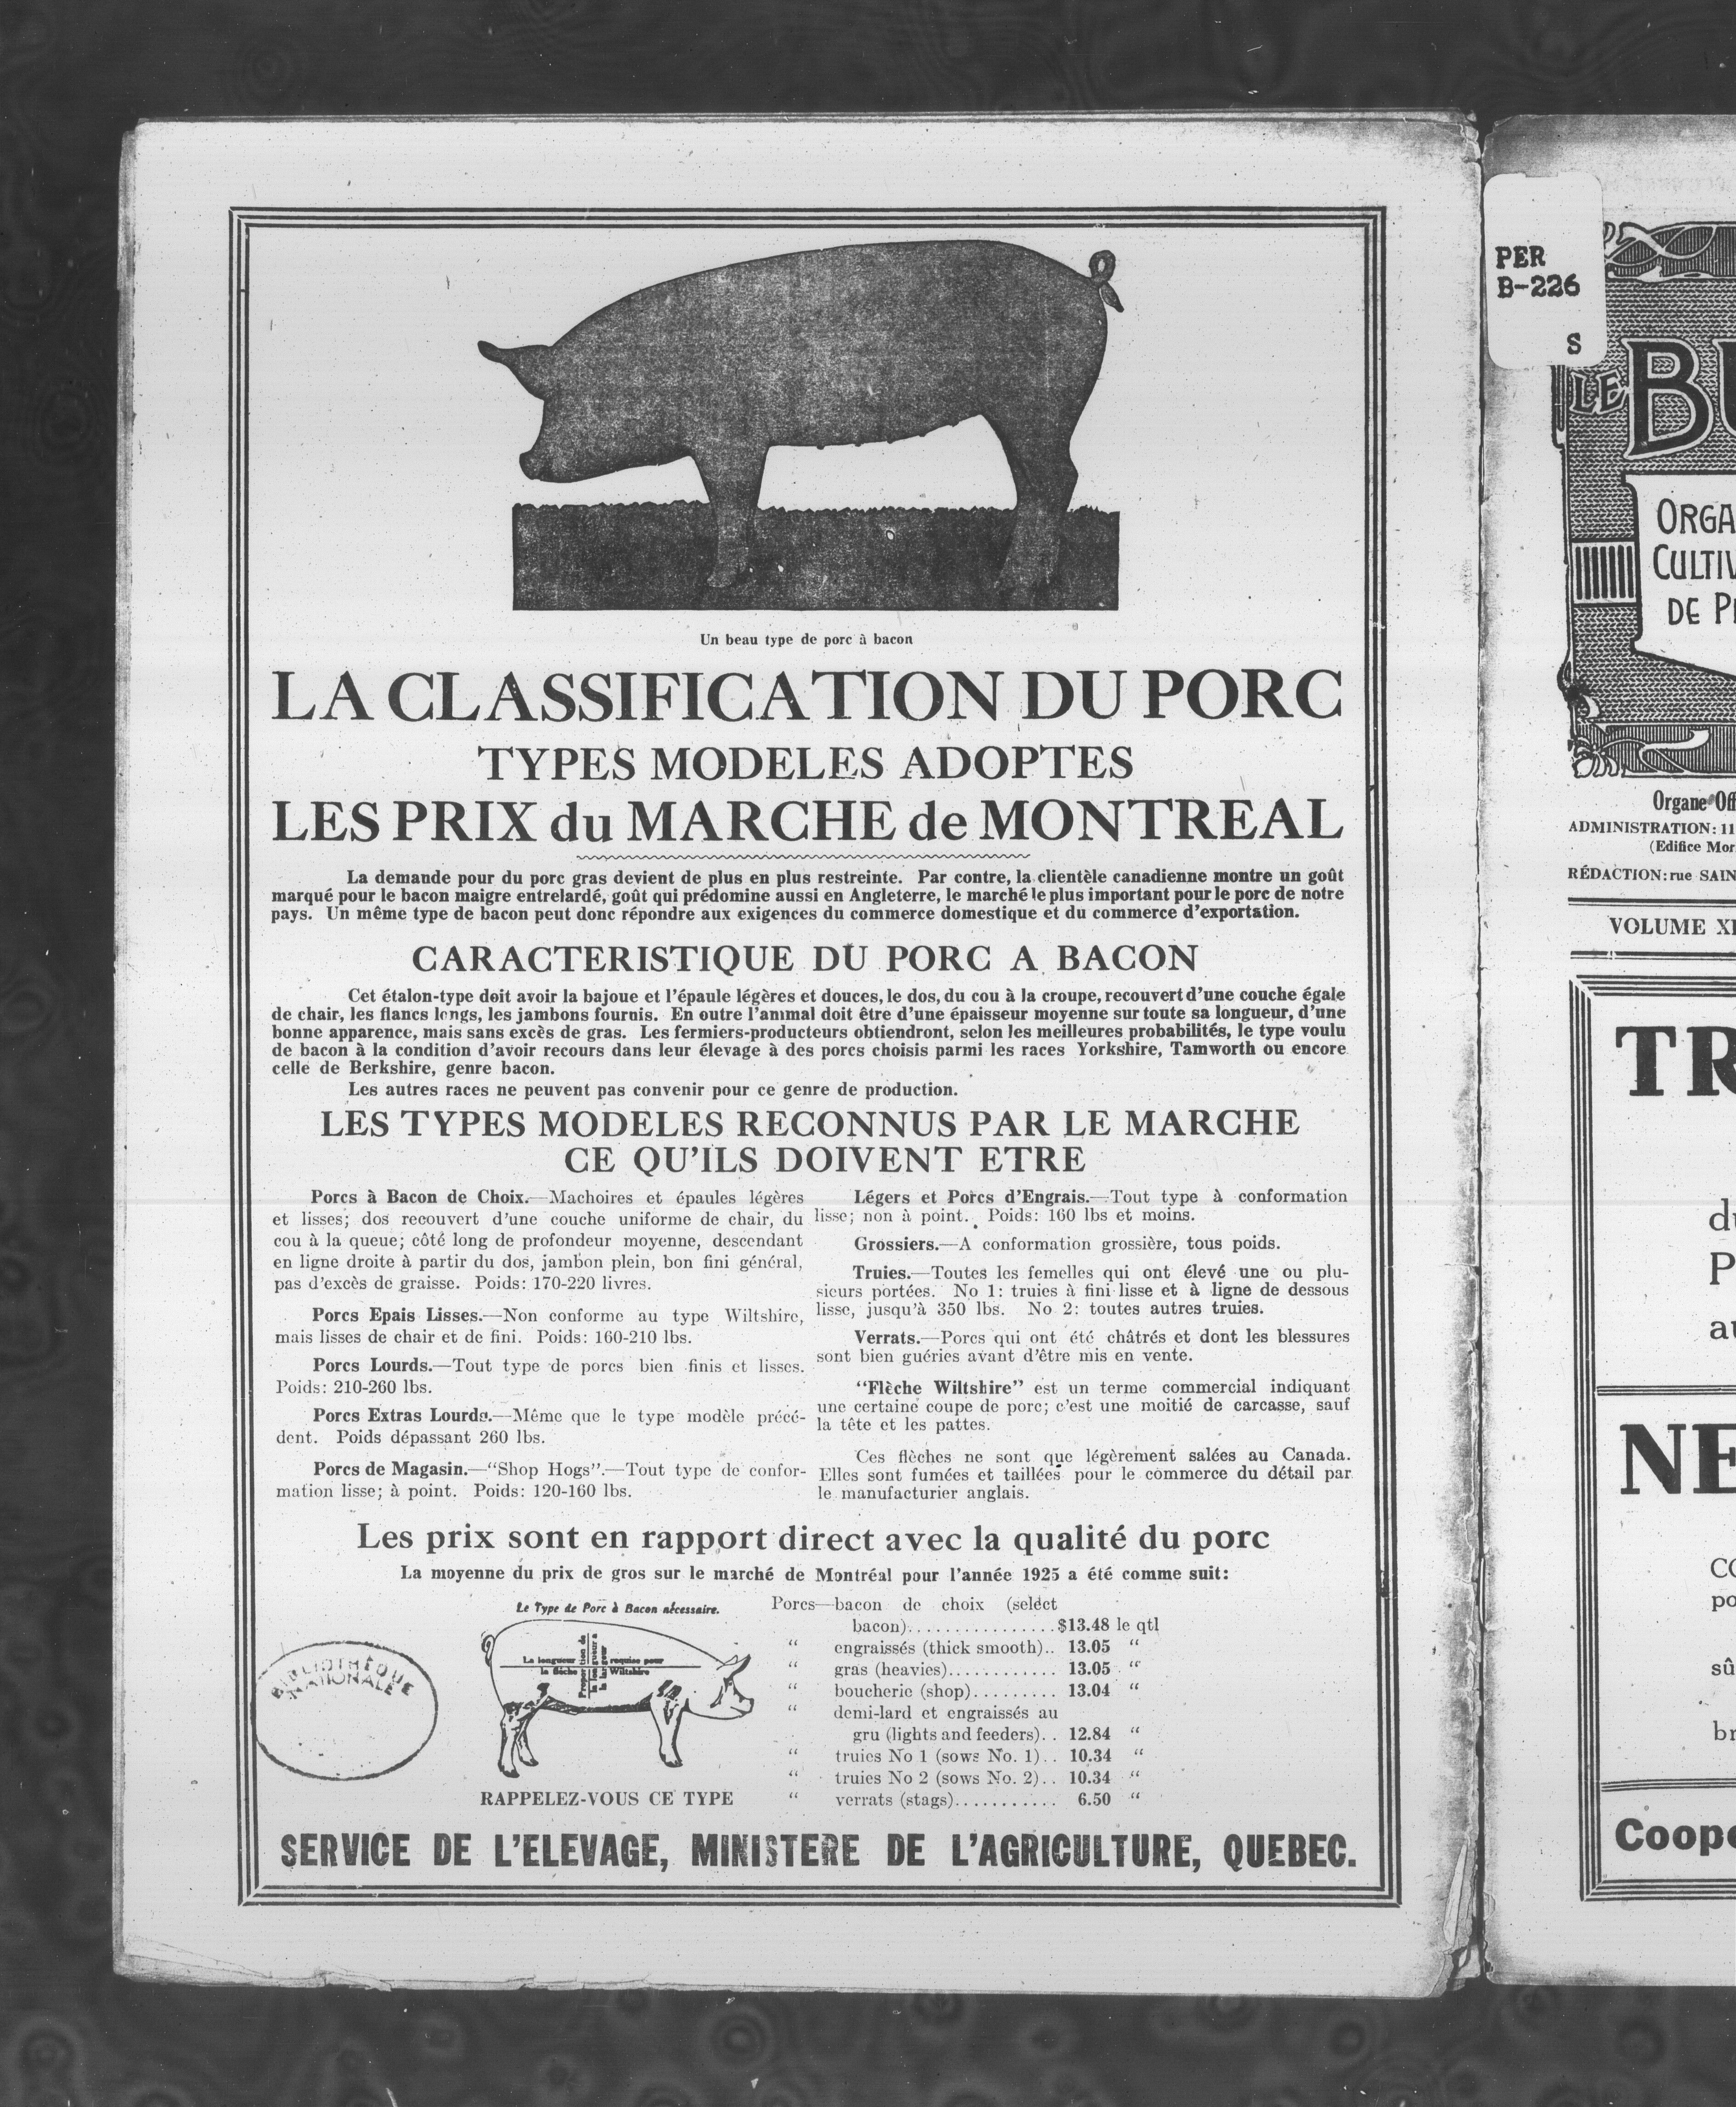 Un beau type de porc à bacon
LA CLASSIFICATION DU PORC
TYPES MODELES ADOPTES
LES PRIX du MARCHE de MONTREAL
La demande pour du porc gras devient de plus en plus restreinte. Par contre, la clientèle canadienne montre un goût
marqué pour le bacon maigre entrelardé, goût qui prédomine aussi en Angleterre, le marché le plus important pour le porc de notre
pays. Un même type de bacon peut donc répondre aux exigences du commerce domestique et du commerce d'exportation.
CARACTERISTIQUE DU PORC A BACON
Cet étalon-type doit avoir la bajoue et l'épaule légères et douces, le dos, du cou à la croupe, recouvert d'une couche égale
de chair, les flancs longs, les jambons fournis. En outre l'animal doit être d'une épaisseur moyenne sur toute sa longueur, d'une
bonne apparence, mais sans excès de gras. Les fermiers-producteurs obtiendront, selon les meilleures probabilités, le type voulu
de bacon à la condition d'avoir recours dans leur élevage à des porcs choisis parmi les races Yorkshire, Tamworth ou encore
celle de Berkshire, genre bacon.
Les autres races ne peuvent pas convenir pour ce genre de production.
LES TYPES MODELES RECONNUS PAR LE MARCHE
CE QU'ILS DOIVENT ETRE
Porcs à Bacon de Choix.—Machoires et épaules légères
et lisses; dos recouvert d'une couche uniforme de chair, du
cou à la queue; côté long de profondeur moyenne, descendant
en ligne droite à partir du dos, jambon plein, bon fini général,
pas d'excès de graisse. Poids: 170-220 livres.
Porcs Epais Lisses.—Non conforme au type Wiltshire,
mais lisses de chair et de fini. Poids: 160-210 lbs.
Porcs Lourds.—Tout type de porcs bien finis et lisses.
Poids: 210-260 lbs.
Porcs Extras Lourds.—Même que le type modèle précé-
dent. Poids dépassant 260 lbs.
Porcs de Magasin.—"Shop Hogs".—Tout type de confor-
mation lisse; à point. Poids: 120-160 lbs.
Légers et Porcs d'Engrais.—Tout type à conformation
lisse; non à point. Poids: 160 lbs et moins.
Grossiers.—A conformation grossière, tous poids.
Truies.—Toutes les femelles qui ont élevé une ou plu-
sieurs portées. No 1: truies à fini lisse et à ligne de dessous
lisse, jusqu'à 350 lbs. No 2: toutes autres truies.
Verrats.—Porcs qui ont été châtrés et dont les blessures
sont bien guéries avant d'être mis en vente.
"Flèche Wiltshire" est un terme commercial indiquant
une certaine coupe de porc; c'est une moitié de carcasse, sauf
la tête et les pattes.
Ces flèches ne sont que légèrement salées au Canada.
Elles sont fumées et taillées pour le commerce du détail par
le manufacturier anglais.
Les prix sont en rapport direct avec la qualité du porc
La moyenne du prix de gros sur le marché de Montréal pour l'année 1925 a été comme suit:
Le Type de Porc à Bacon nécessaire.
La longueur requise pour
la flèche Wiltshire
RAPPELEZ-VOUS CE TYPE
BIBLIOTHÈQUE
NATIONALE
Porcs—bacon de choix (select
bacon)................$13.48 le qtl
" engraissés (thick smooth).. 13.05 "
" gras (heavies)............ 13.05 "
" boucherie (shop)......... 13.04 "
" demi-lard et engraissés au
gru (lights and feeders).. 12.84 "
" truies No 1 (sows No. 1).. 10.34 "
" truies No 2 (sows No. 2).. 10.34 "
" verrats (stags)........... 6.50 "
SERVICE DE L'ELEVAGE, MINISTERE DE L'AGRICULTURE, QUEBEC.
PER
B-226
S
LE
ADMINISTRATION: 11
RÉDACTION: rue
VOLUME